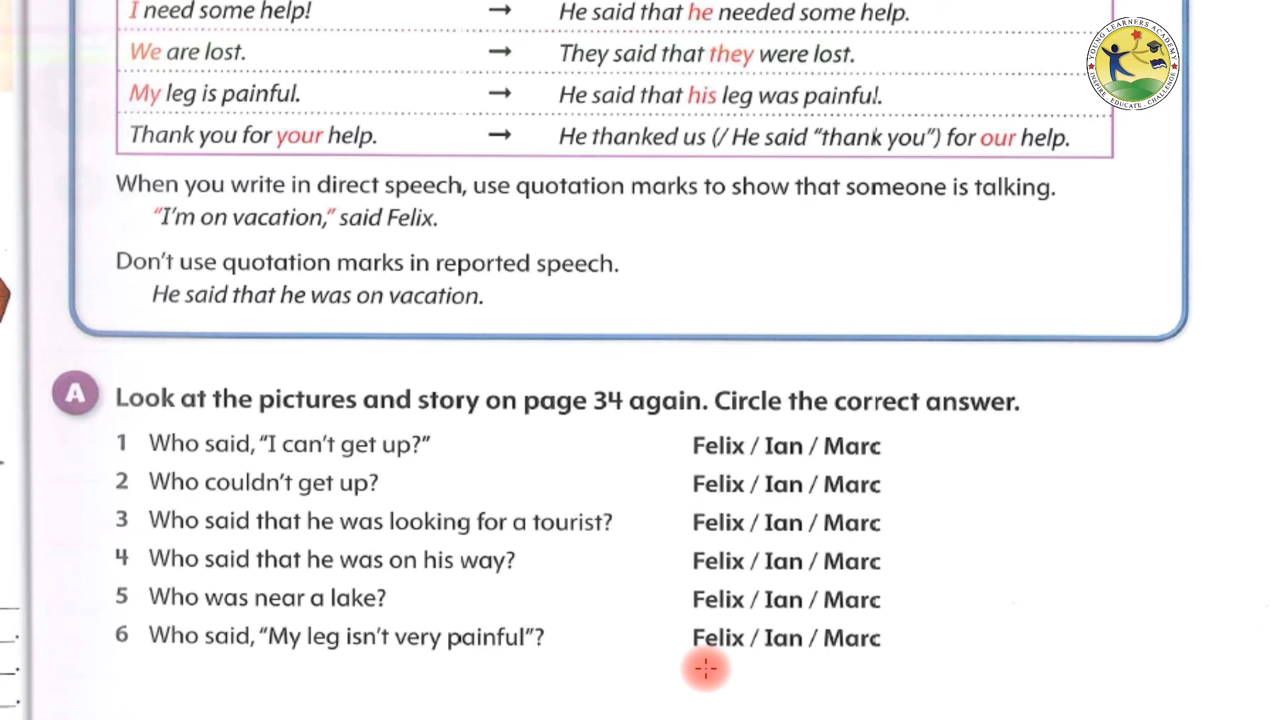 I need some help! → He said that he needed some help.
We are lost. → They said that they were lost.
My leg is painful. → He said that his leg was painful.
Thank you for your help. → He thanked us (/ He said “thank you”) for our help.
When you write in direct speech, use quotation marks to show that someone is talking.
“I’m on vacation,” said Felix.
Don’t use quotation marks in reported speech.
He said that he was on vacation.
A Look at the pictures and story on page 34 again. Circle the correct answer.
1 Who said, “I can’t get up?” Felix / Ian / Marc
2 Who couldn’t get up? Felix / Ian / Marc
3 Who said that he was looking for a tourist? Felix / Ian / Marc
4 Who said that he was on his way? Felix / Ian / Marc
5 Who was near a lake? Felix / Ian / Marc
6 Who said, “My leg isn’t very painful”? Felix / Ian / Marc
YOUNG LEARNERS ACADEMY
INSPIRE - EDUCATE - CHALLENGE